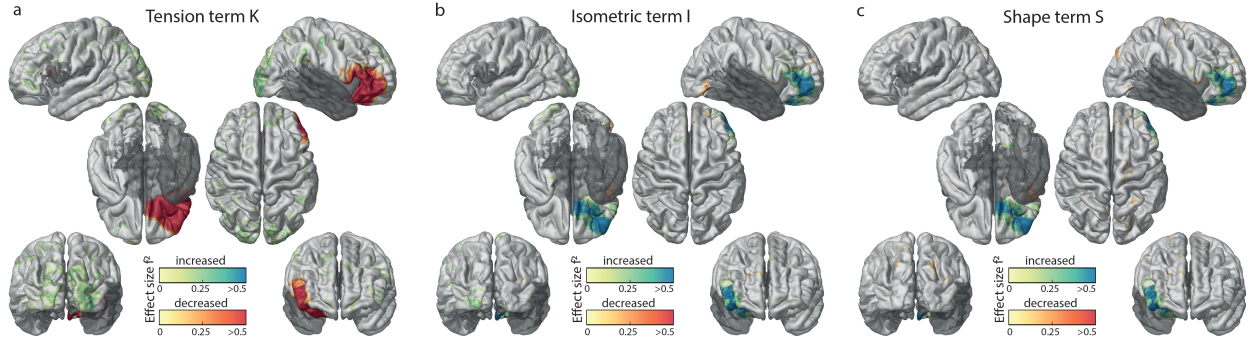 a
Tension term K
Effect size f²
increased
0 0.25 >0.5
decreased
0 0.25 >0.5
b
Isometric term I
Effect size f²
increased
0 0.25 >0.5
decreased
0 0.25 >0.5
c
Shape term S
Effect size f²
increased
0 0.25 >0.5
decreased
0 0.25 >0.5